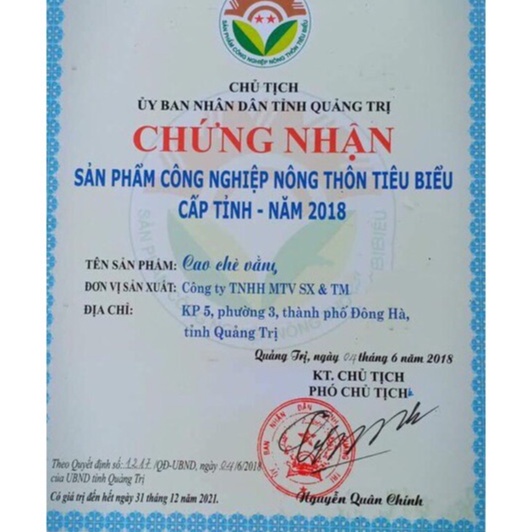 SẢN PHẨM CÔNG NGHIỆP NÔNG THÔN TIÊU BIỂU
CHỦ TỊCH
ỦY BAN NHÂN DÂN TỈNH QUẢNG TRỊ
CHỨNG NHẬN
SẢN PHẨM CÔNG NGHIỆP NÔNG THÔN TIÊU BIỂU
CẤP TỈNH - NĂM 2018
TÊN SẢN PHẨM: Cao chè vằng
ĐƠN VỊ SẢN XUẤT: Công ty TNHH MTV SX & TM
ĐỊA CHỈ: KP 5, phường 3, thành phố Đông Hà,
tỉnh Quảng Trị
Quảng Trị, ngày 04 tháng 6 năm 2018
KT. CHỦ TỊCH
PHÓ CHỦ TỊCH
Theo Quyết định số 1217 /QĐ-UBND, ngày 04/6/2018
của UBND tỉnh Quảng Trị
Có giá trị đến hết ngày 31 tháng 12 năm 2021.
Nguyễn Quân Chính